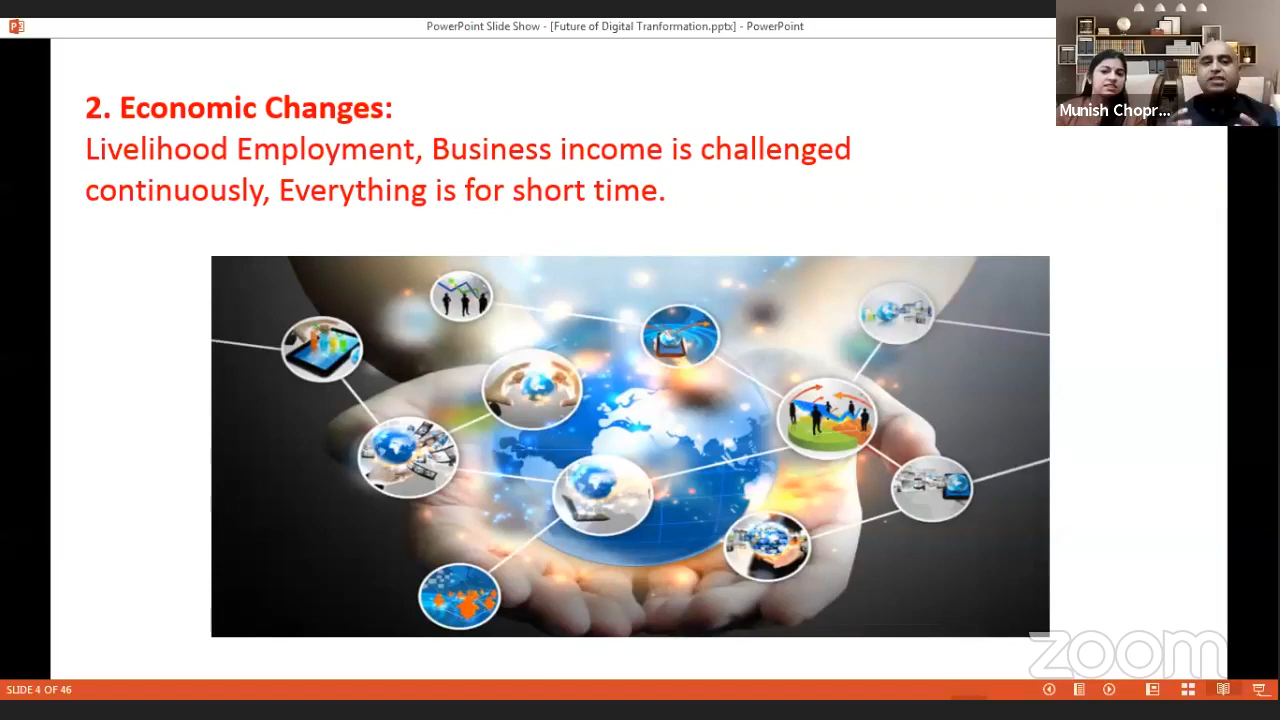 PowerPoint Slide Show - [Future of Digital Tranformation.pptx] - PowerPoint
Munish Chopr...
2. Economic Changes:
Livelihood Employment, Business income is challenged
continuously, Everything is for short time.
zoom
SLIDE 4 OF 46